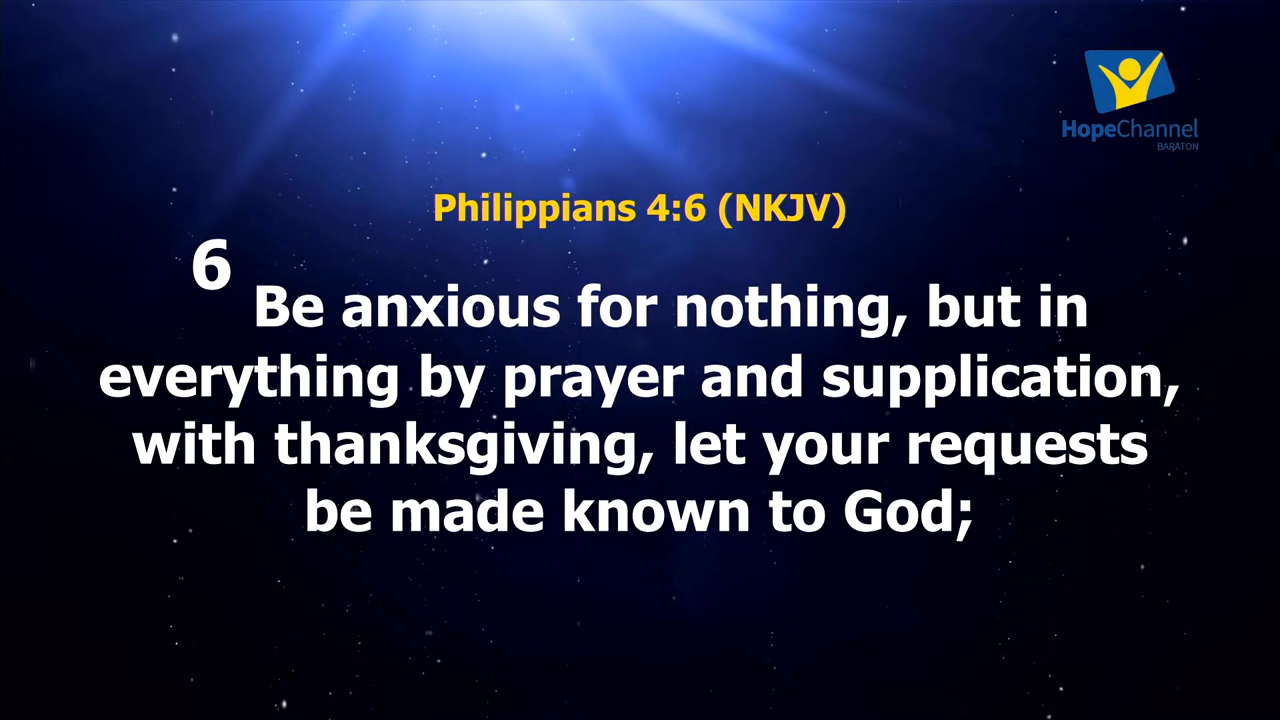 HopeChannel
BARATON
Philippians 4:6 (NKJV)
6 Be anxious for nothing, but in
everything by prayer and supplication,
with thanksgiving, let your requests
be made known to God;